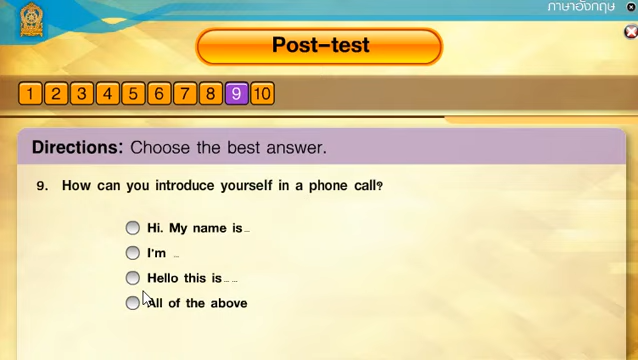 ภาษาอังกฤษ
Post-test
1 2 3 4 5 6 7 8 9 10
Directions: Choose the best answer.
9. How can you introduce yourself in a phone call?
Hi. My name is ...
I'm ...
Hello this is ... ...
All of the above